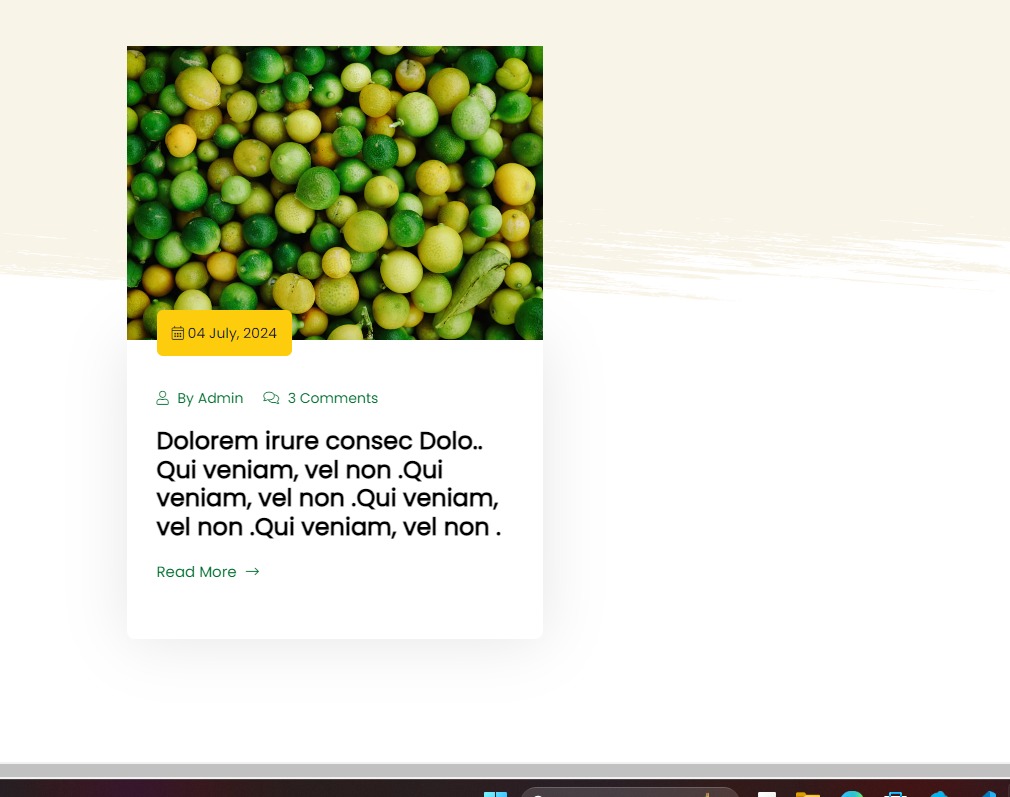 04 July, 2024
By Admin 3 Comments
Dolorem irure consec Dolo..
Qui veniam, vel non .Qui
veniam, vel non .Qui veniam,
vel non .Qui veniam, vel non .
Read More →